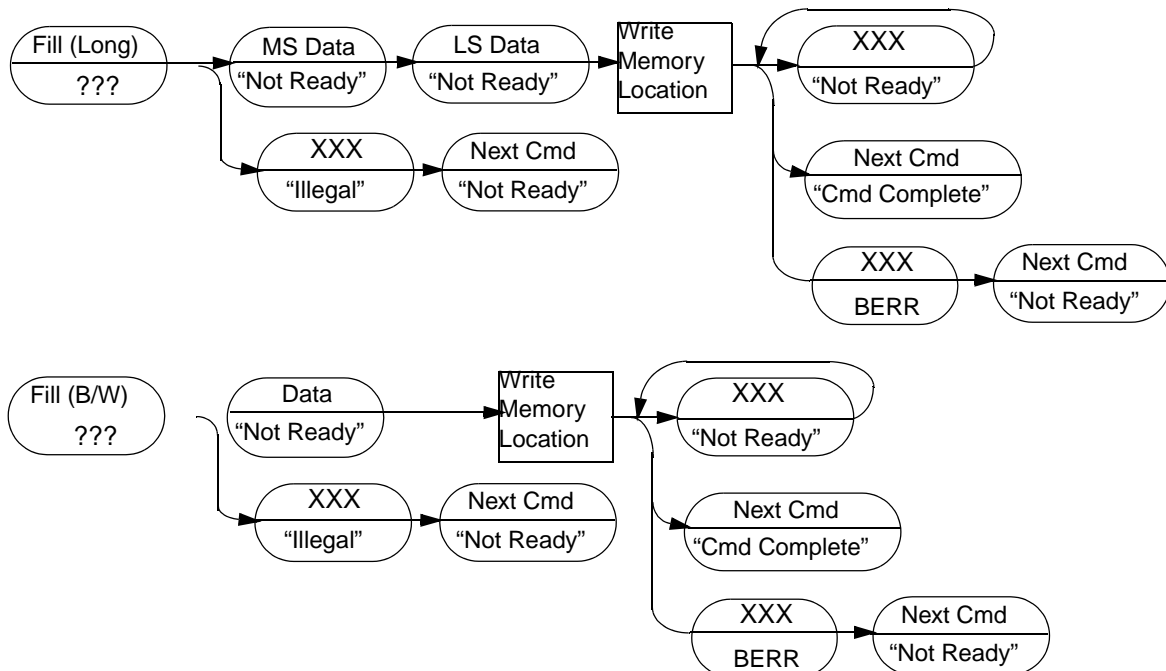 Fill (Long)
???
MS Data
“Not Ready”
LS Data
“Not Ready”
Write
Memory
Location
XXX
“Not Ready”
XXX
“Illegal”
Next Cmd
“Not Ready”
Next Cmd
“Cmd Complete”
XXX
BERR
Next Cmd
“Not Ready”
Fill (B/W)
???
Data
“Not Ready”
Write
Memory
Location
XXX
“Not Ready”
XXX
“Illegal”
Next Cmd
“Not Ready”
Next Cmd
“Cmd Complete”
XXX
BERR
Next Cmd
“Not Ready”